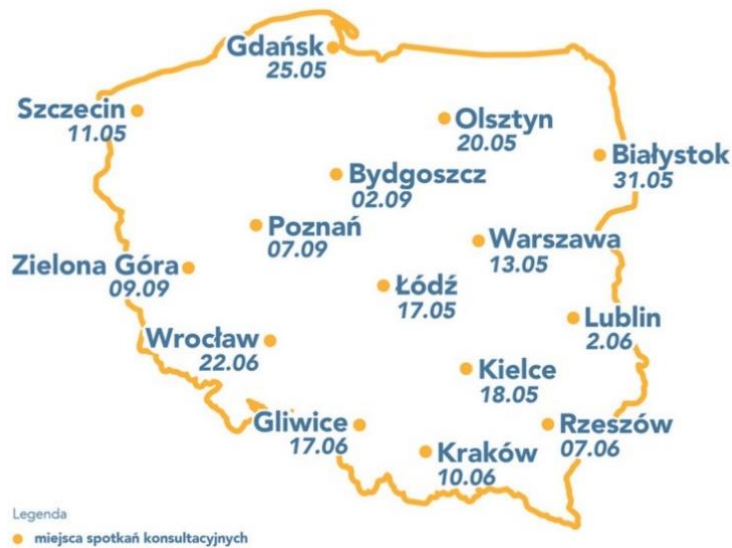 Gdańsk
25.05
Szczecin
11.05
Olsztyn
20.05
Białystok
31.05
Bydgoszcz
02.09
Poznań
07.09
Warszawa
13.05
Zielona Góra
09.09
Łódź
17.05
Lublin
2.06
Wrocław
22.06
Kielce
18.05
Gliwice
17.06
Rzeszów
07.06
Kraków
10.06
Legenda
miejsca spotkań konsultacyjnych